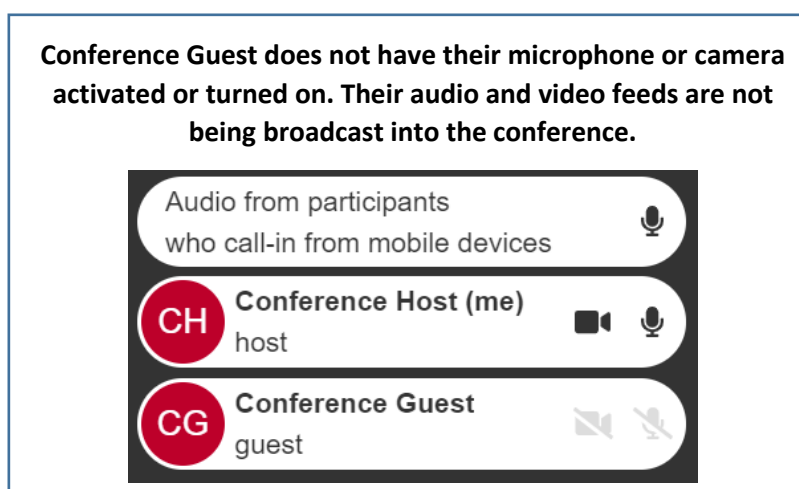 Conference Guest does not have their microphone or camera
activated or turned on. Their audio and video feeds are not
being broadcast into the conference.
Audio from participants
who call-in from mobile devices
CH
Conference Host (me)
host
CG
Conference Guest
guest